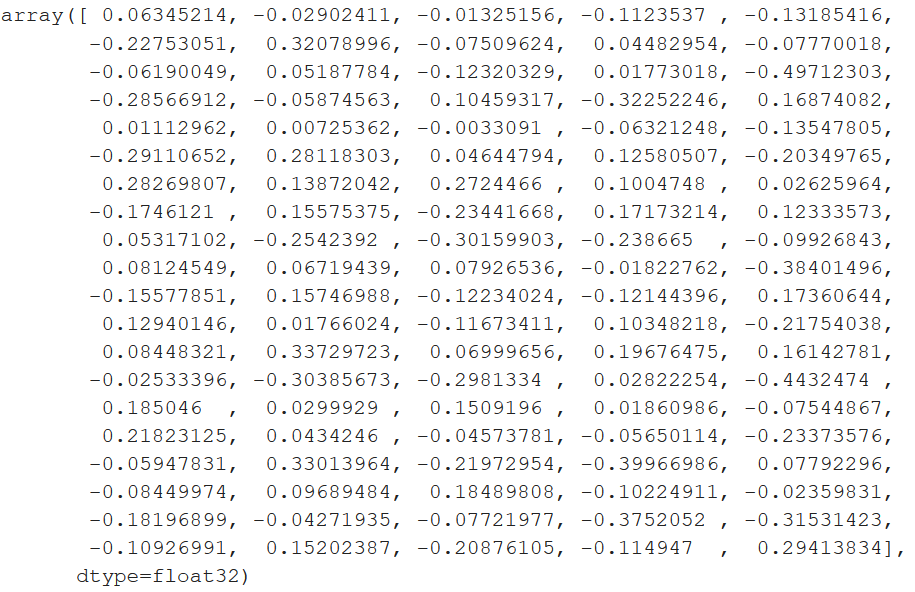 array([ 0.06345214, -0.02902411, -0.01325156, -0.1123537 , -0.13185416,
       -0.22753051,  0.32078996, -0.07509624,  0.04482954, -0.07770018,
       -0.06190049,  0.05187784, -0.12320329,  0.01773018, -0.49712303,
       -0.28566912, -0.05874563,  0.10459317, -0.32252246,  0.16874082,
        0.01112962,  0.00725362, -0.0033091 , -0.06321248, -0.13547805,
       -0.29110652,  0.28118303,  0.04644794,  0.12580507, -0.20349765,
        0.28269807,  0.13872042,  0.2724466 ,  0.1004748 ,  0.02625964,
       -0.1746121 ,  0.15575375, -0.23441668,  0.17173214,  0.12333573,
        0.05317102, -0.2542392 , -0.30159903, -0.238665  , -0.09926843,
        0.08124549,  0.06719439,  0.07926536, -0.01822762, -0.38401496,
       -0.15577851,  0.15746988, -0.12234024, -0.12144396,  0.17360644,
        0.12940146,  0.01766024, -0.11673411,  0.10348218, -0.21754038,
        0.08448321,  0.33729723,  0.06999656,  0.19676475,  0.16142781,
       -0.02533396, -0.30385673, -0.2981334 ,  0.02822254, -0.4432474 ,
        0.185046  ,  0.0299929 ,  0.1509196 ,  0.01860986, -0.07544867,
        0.21823125,  0.0434246 , -0.04573781, -0.05650114, -0.23373576,
       -0.05947831,  0.33013964, -0.21972954, -0.39966986,  0.07792296,
       -0.08449974,  0.09689484,  0.18489808, -0.10224911, -0.02359831,
       -0.18196899, -0.04271935, -0.07721977, -0.3752052 , -0.31531423,
       -0.10926991,  0.15202387, -0.20876105, -0.114947  ,  0.29413834],
      dtype=float32)